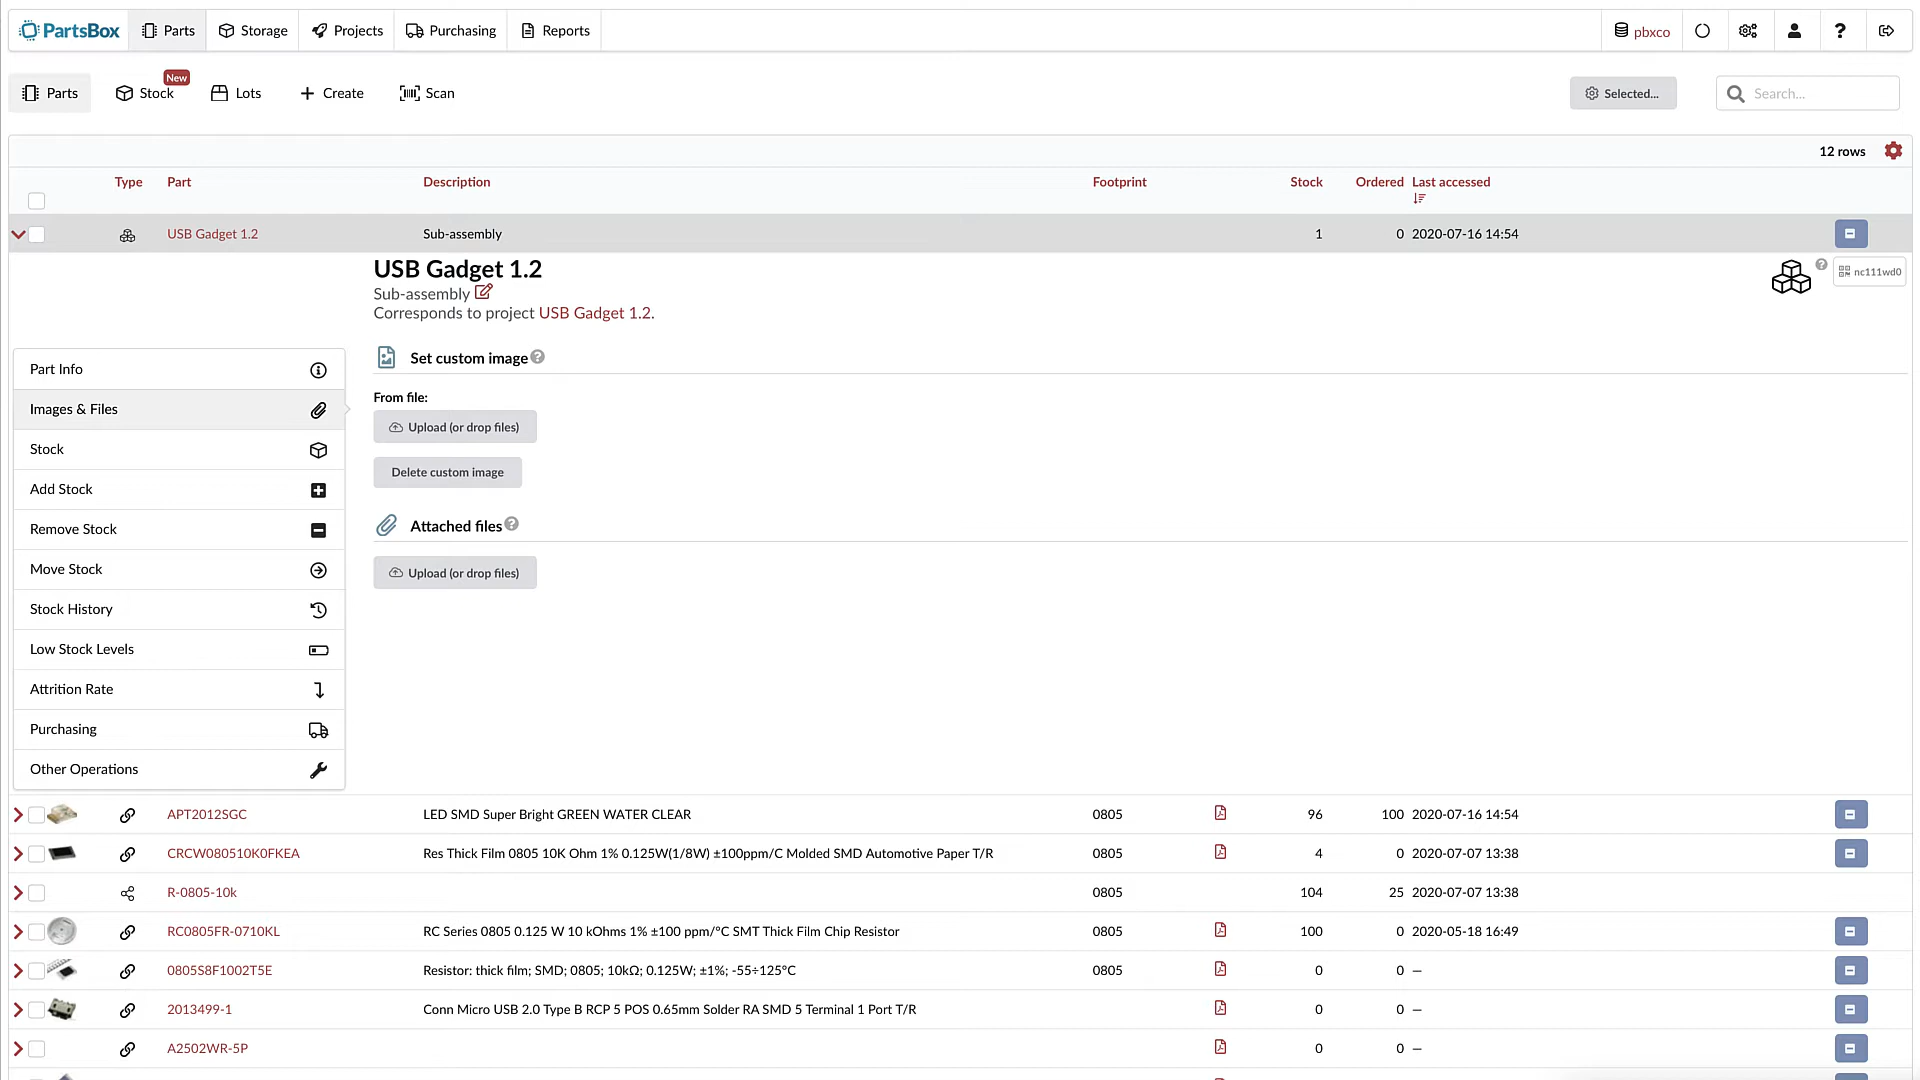 PartsBox Parts Storage Projects Purchasing Reports pbxco ?
Parts Stock New Lots + Create Scan Selected... Search...
12 rows
Type Part Description Footprint Stock Ordered Last accessed
USB Gadget 1.2 Sub-assembly 1 0 2020-07-16 14:54
USB Gadget 1.2
Sub-assembly
Corresponds to project USB Gadget 1.2.
? nc111wd0
Part Info
Images & Files
Stock
Add Stock
Remove Stock
Move Stock
Stock History
Low Stock Levels
Attrition Rate
Purchasing
Other Operations
Set custom image ?
From file:
Upload (or drop files)
Delete custom image
Attached files ?
Upload (or drop files)
APT2012SGC LED SMD Super Bright GREEN WATER CLEAR 0805 96 100 2020-07-16 14:54
CRCW080510K0FKEA Res Thick Film 0805 10K Ohm 1% 0.125W(1/8W) ±100ppm/C Molded SMD Automotive Paper T/R 0805 4 0 2020-07-07 13:38
R-0805-10k 0805 104 25 2020-07-07 13:38
RC0805FR-0710KL RC Series 0805 0.125 W 10 kOhms 1% ±100 ppm/°C SMT Thick Film Chip Resistor 0805 100 0 2020-05-18 16:49
0805S8F1002T5E Resistor: thick film; SMD; 0805; 10kΩ; 0.125W; ±1%; -55÷125°C 0805 0 0 —
2013499-1 Conn Micro USB 2.0 Type B RCP 5 POS 0.65mm Solder RA SMD 5 Terminal 1 Port T/R 0 0 —
A2502WR-5P 0 0 —